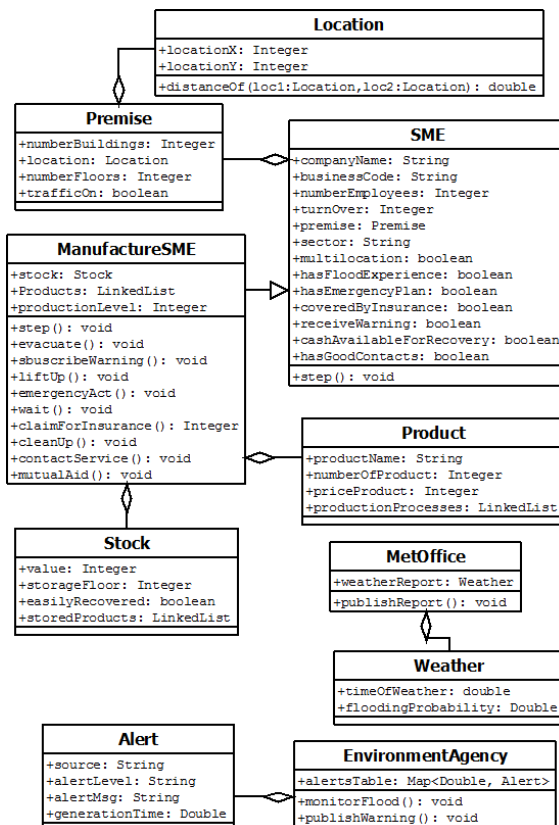 Location
+locationX: Integer
+locationY: Integer
+distanceOf(loc1:Location,loc2:Location): double
Premise
+numberBuildings: Integer
+location: Location
+numberFloors: Integer
+trafficOn: boolean
SME
+companyName: String
+businessCode: String
+numberEmployees: Integer
+turnOver: Integer
+premise: Premise
+sector: String
+multilocation: boolean
+hasFloodExperience: boolean
+hasEmergencyPlan: boolean
+coveredByInsurance: boolean
+receiveWarning: boolean
+cashAvailableForRecovery: boolean
+hasGoodContacts: boolean
+step(): void
ManufactureSME
+stock: Stock
+Products: LinkedList
+productionLevel: Integer
+step(): void
+evacuate(): void
+sbuscribeWarning(): void
+liftUp(): void
+emergencyAct(): void
+wait(): void
+claimForInsurance(): Integer
+cleanUp(): void
+contactService(): void
+mutualAid(): void
Product
+productName: String
+numberOfProduct: Integer
+priceProduct: Integer
+productionProcesses: LinkedList
Stock
+value: Integer
+storageFloor: Integer
+easilyRecovered: boolean
+storedProducts: LinkedList
MetOffice
+weatherReport: Weather
+publishReport(): void
Weather
+timeOfWeather: double
+floodingProbability: Double
Alert
+source: String
+alertLevel: String
+alertMsg: String
+generationTime: Double
EnvironmentAgency
+alertsTable: Map<Double, Alert>
+monitorFlood(): void
+publishWarning(): void